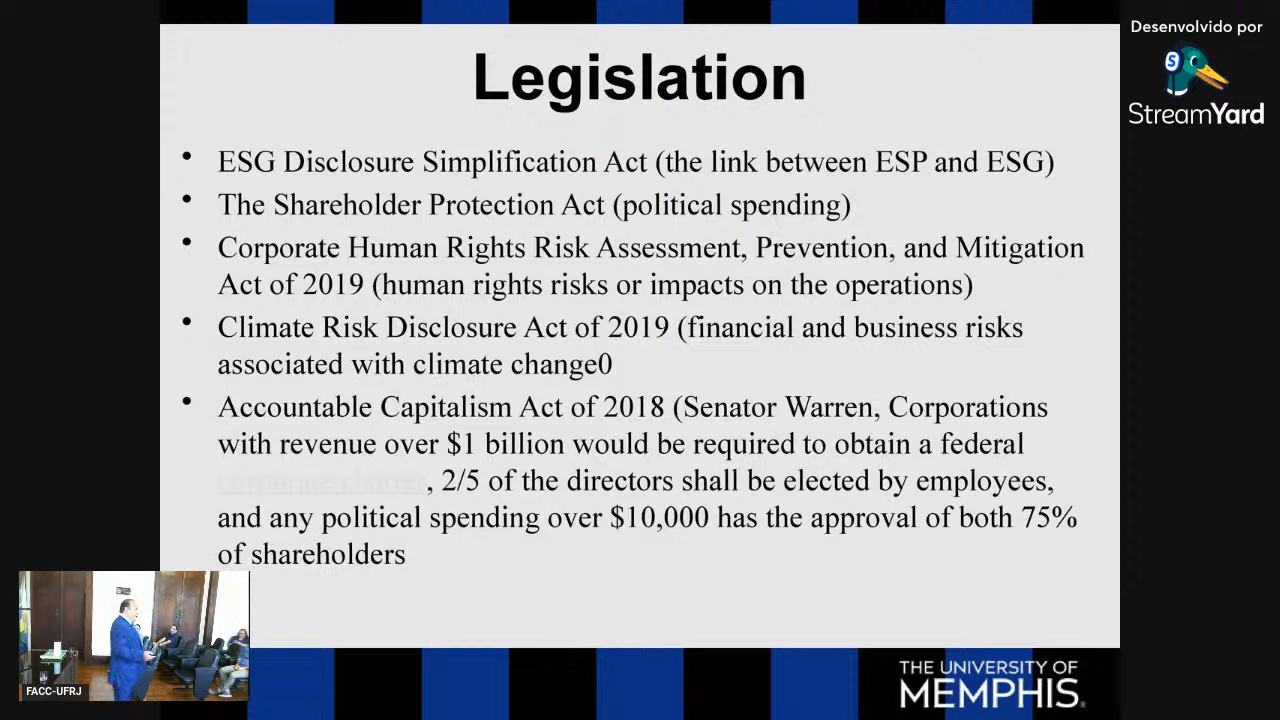 Desenvolvido por
StreamYard
Legislation
• ESG Disclosure Simplification Act (the link between ESP and ESG)
• The Shareholder Protection Act (political spending)
• Corporate Human Rights Risk Assessment, Prevention, and Mitigation
Act of 2019 (human rights risks or impacts on the operations)
• Climate Risk Disclosure Act of 2019 (financial and business risks
associated with climate change0
• Accountable Capitalism Act of 2018 (Senator Warren, Corporations
with revenue over $1 billion would be required to obtain a federal
corporate charter, 2/5 of the directors shall be elected by employees,
and any political spending over $10,000 has the approval of both 75%
of shareholders
FACC-UFRJ
THE UNIVERSITY OF
MEMPHIS®